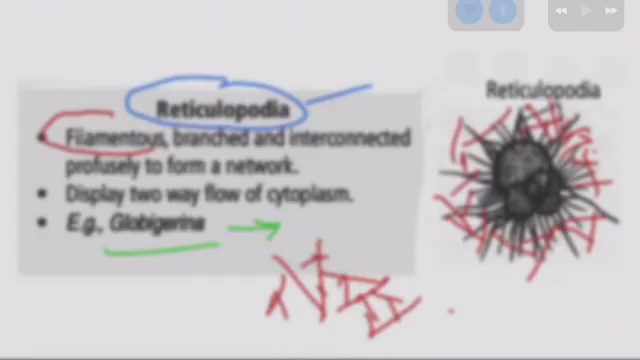 Reticulopodia
Reticulopodia
• Filamentous, branched and interconnected
profusely to form a network.
• Display two way flow of cytoplasm.
• E.g., Globigerina